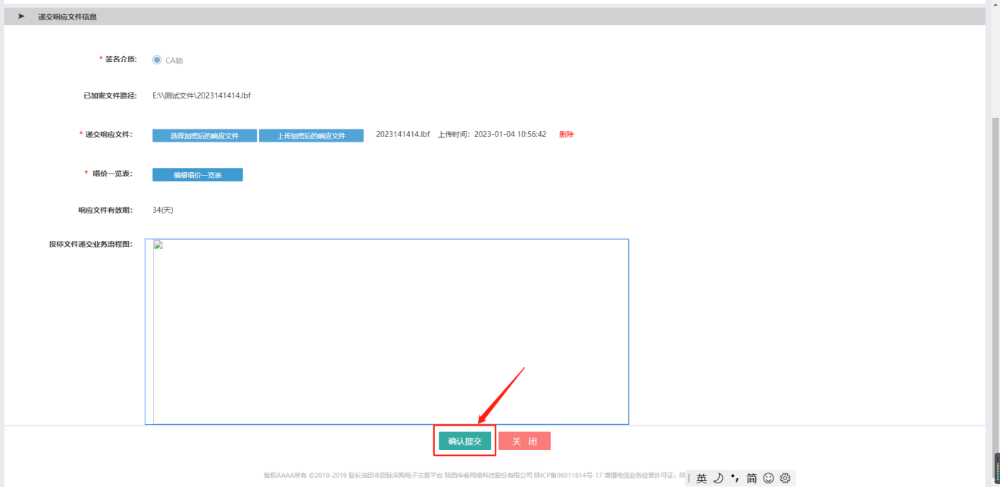 递交响应文件信息
* 签名介质: CA锁
已加密文件路径: E:\\测试文件\2023141414.lbf
* 递交响应文件: 选择加密后的响应文件 上传加密后的响应文件 2023141414.lbf 上传时间: 2023-01-04 10:56:42 删除
* 唱价一览表: 编辑唱价一览表
响应文件有效期: 34(天)
投标文件递交业务流程图:
确认提交 关 闭
版权AAAA所有 ©2018-2019 延长油田非招标采购电子交易平台 陕西华春网络科技股份有限公司 陕ICP备06011814号-17 增值电信业务经营许可证: 陕
英 简